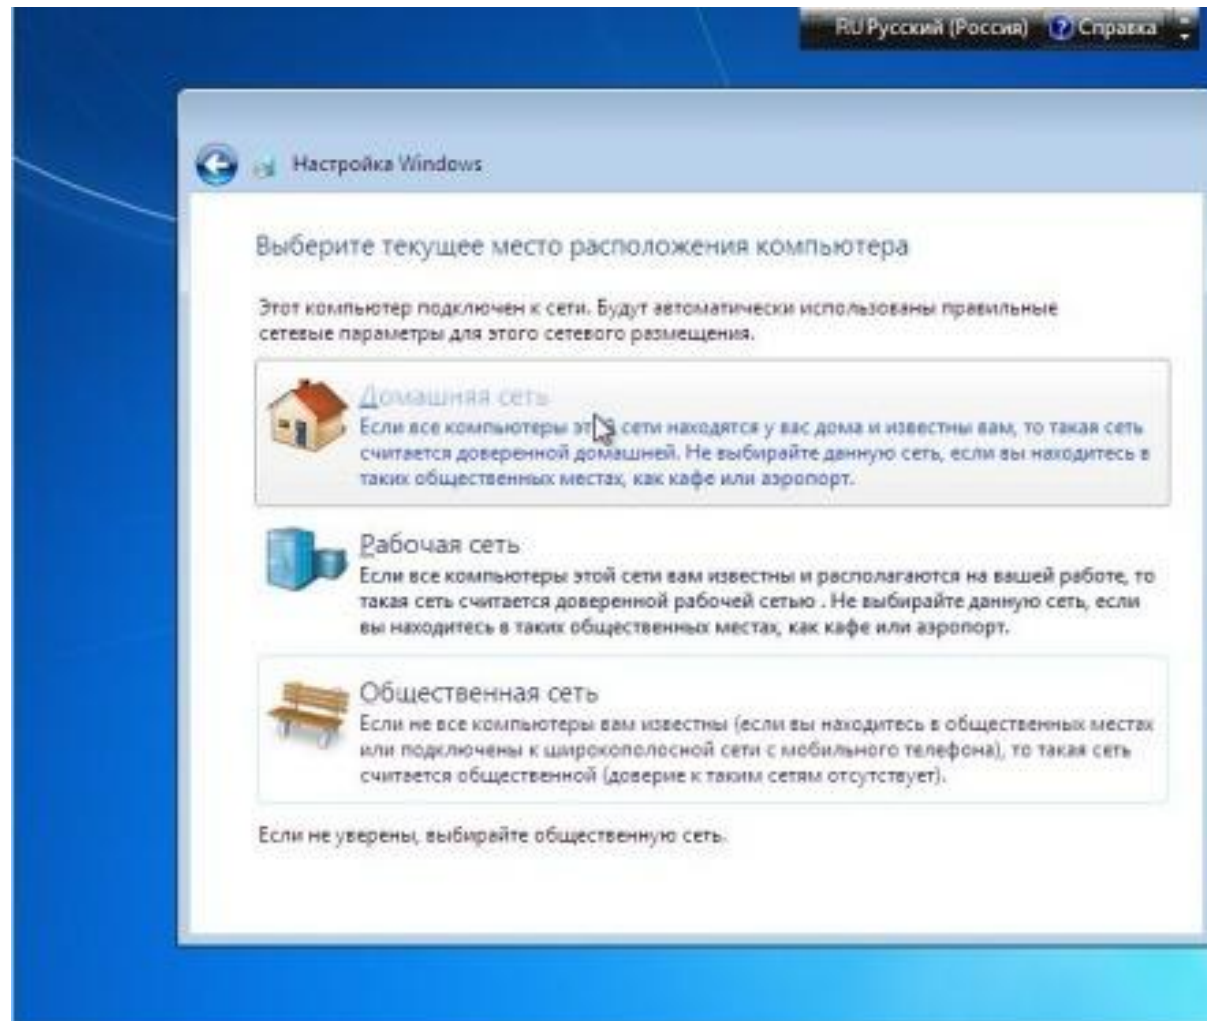 RU Русский (Россия) Справка
Настройка Windows
Выберите текущее место расположения компьютера
Этот компьютер подключен к сети. Будут автоматически использованы правильные
сетевые параметры для этого сетевого размещения.
Домашняя сеть
Если все компьютеры этой сети находятся у вас дома и известны вам, то такая сеть
считается доверенной домашней. Не выбирайте данную сеть, если вы находитесь в
таких общественных местах, как кафе или аэропорт.
Рабочая сеть
Если все компьютеры этой сети вам известны и располагаются на вашей работе, то
такая сеть считается доверенной рабочей сетью . Не выбирайте данную сеть, если
вы находитесь в таких общественных местах, как кафе или аэропорт.
Общественная сеть
Если не все компьютеры вам известны (если вы находитесь в общественных местах
или подключены к широкополосной сети с мобильного телефона), то такая сеть
считается общественной (доверие к таким сетям отсутствует).
Если не уверены, выбирайте общественную сеть.